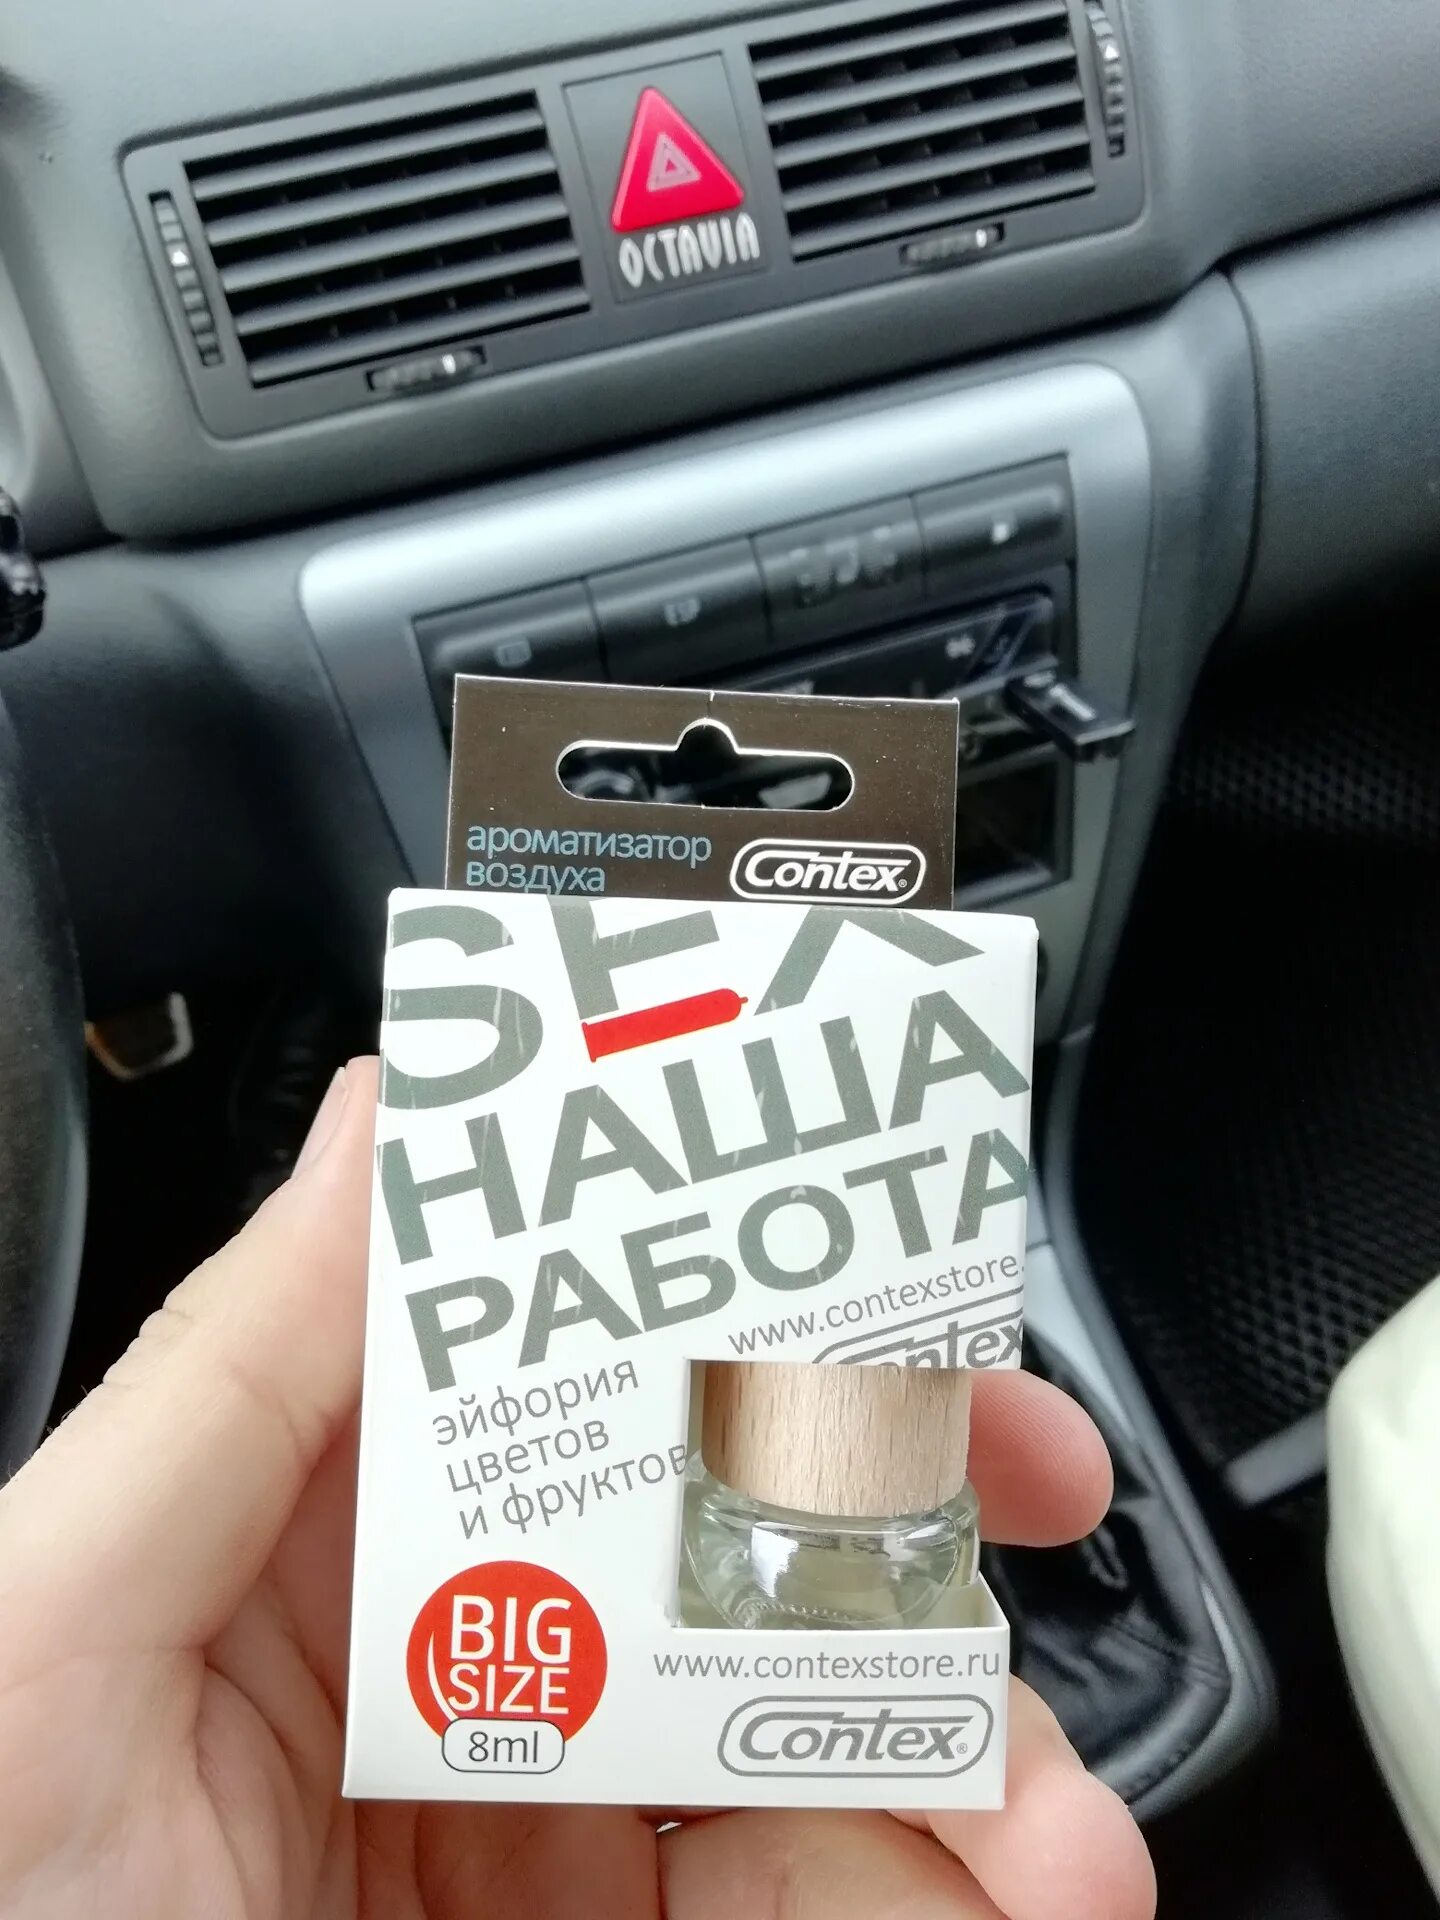 OCTAVIA
ароматизатор
воздуха
Contex®
SEX
НАША
РАБОТА
www.contexstore.
Contex
эйфория
цветов
и фруктов
BIG
SIZE
8ml
www.contexstore.ru
Contex®